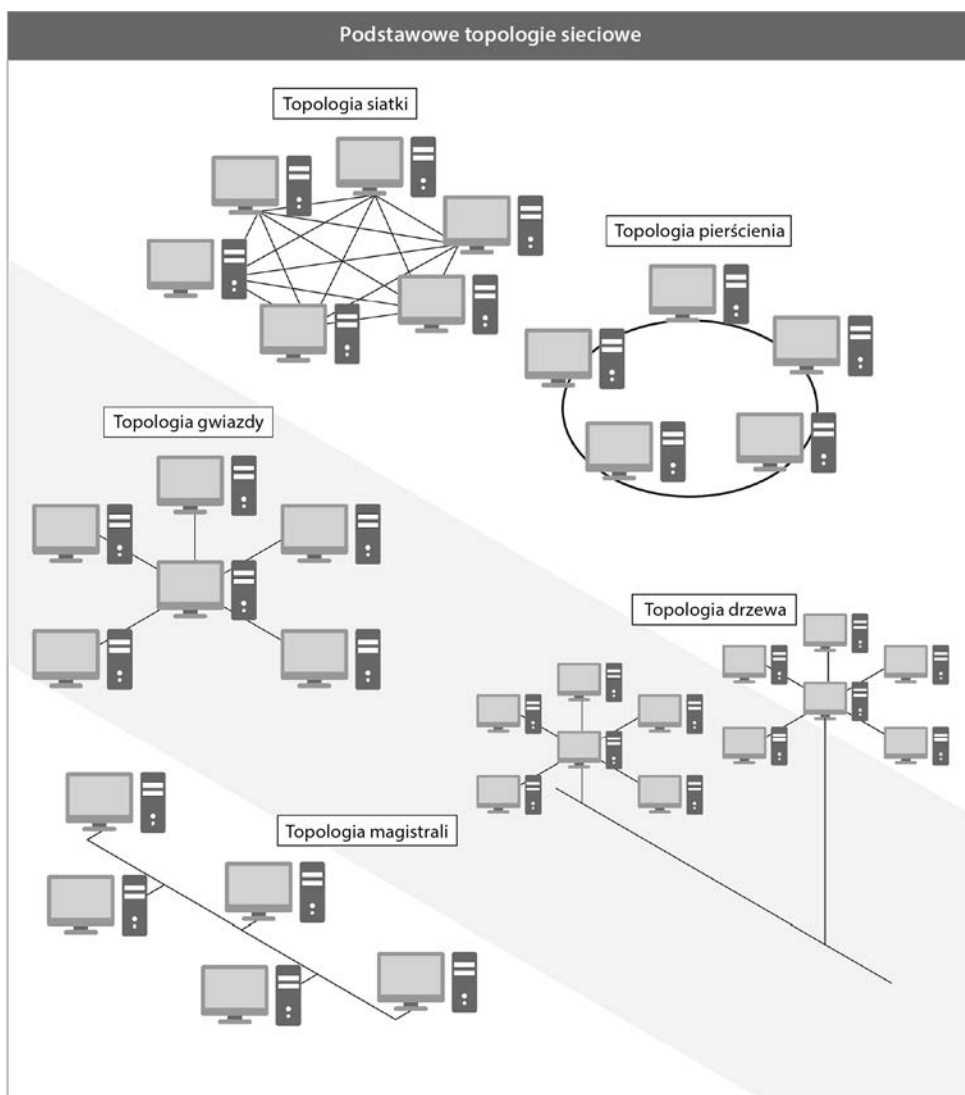 Podstawowe topologie sieciowe
Topologia siatki
Topologia pierścienia
Topologia gwiazdy
Topologia drzewa
Topologia magistrali